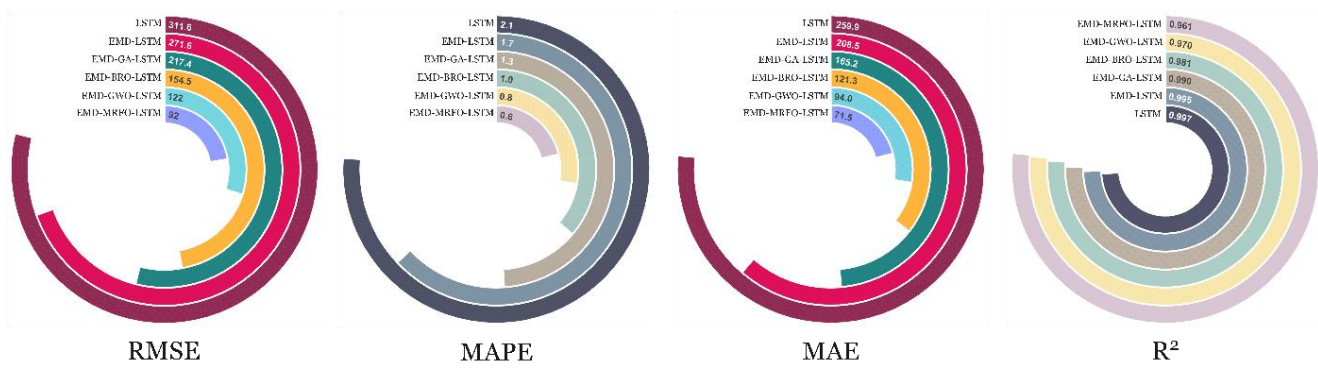 LSTM 311.6
EMD-LSTM 271.6
EMD-GA-LSTM 217.4
EMD-BRO-LSTM 154.5
EMD-GWO-LSTM 122
EMD-MRFO-LSTM 92
RMSE
LSTM 2.1
EMD-LSTM 1.7
EMD-GA-LSTM 1.3
EMD-BRO-LSTM 1.0
EMD-GWO-LSTM 0.8
EMD-MRFO-LSTM 0.6
MAPE
LSTM 259.9
EMD-LSTM 208.5
EMD-GA-LSTM 165.2
EMD-BRO-LSTM 121.3
EMD-GWO-LSTM 94.0
EMD-MRFO-LSTM 71.5
MAE
EMD-MRFO-LSTM 0.961
EMD-GWO-LSTM 0.970
EMD-BRO-LSTM 0.981
EMD-GA-LSTM 0.990
EMD-LSTM 0.995
LSTM 0.997
R²